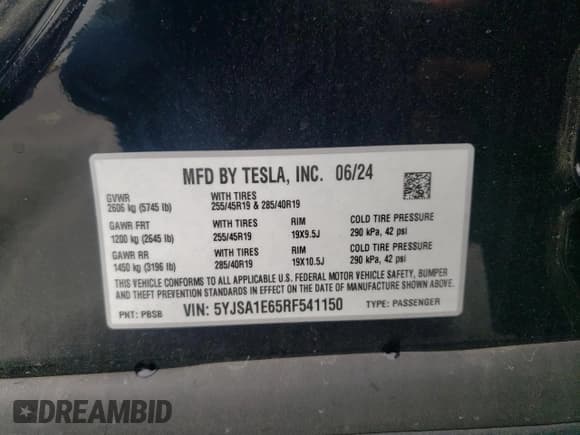 MFD BY TESLA, INC. 06/24
GVWR WITH TIRES
2606 kg (5745 lb) 255/45R19 & 285/40R19
GAWR FRT WITH TIRES RIM COLD TIRE PRESSURE
1200 kg (2645 lb) 255/45R19 19X9.5J 290 kPa, 42 psi
GAWR RR WITH TIRES RIM COLD TIRE PRESSURE
1450 kg (3196 lb) 285/40R19 19X10.5J 290 kPa, 42 psi
THIS VEHICLE CONFORMS TO ALL APPLICABLE U.S. FEDERAL MOTOR VEHICLE SAFETY, BUMPER
AND THEFT PREVENTION STANDARDS IN EFFECT ON THE DATE OF MANUFACTURE SHOWN ABOVE.
PNT: PBSB VIN: 5YJSA1E65RF541150 TYPE: PASSENGER
DREAMBID